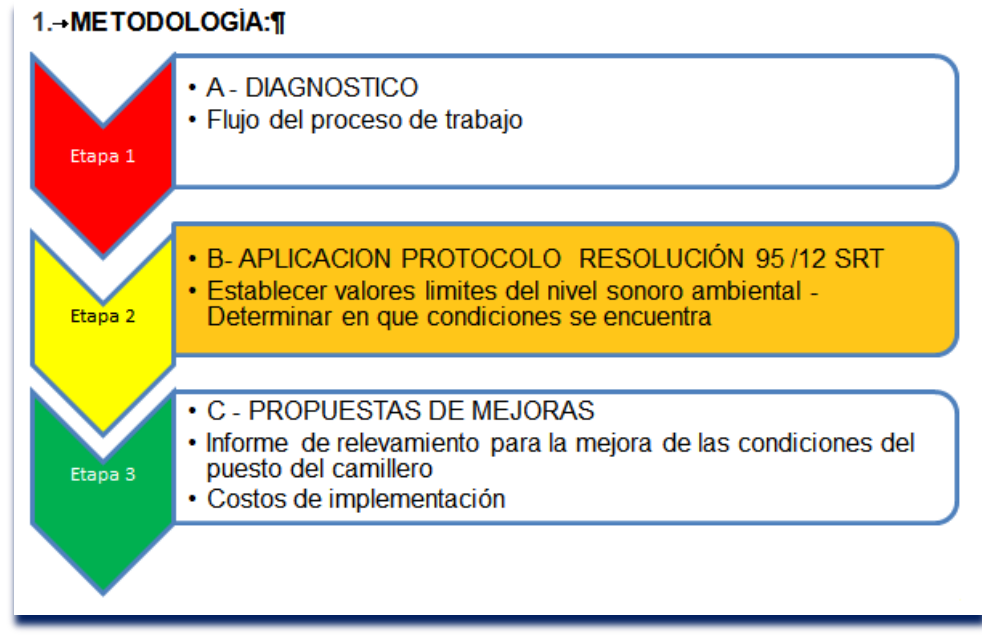 1.→METODOLOGÍA:¶
Etapa 1
• A - DIAGNOSTICO
• Flujo del proceso de trabajo
Etapa 2
• B- APLICACION PROTOCOLO RESOLUCIÓN 95 /12 SRT
• Establecer valores limites del nivel sonoro ambiental -
Determinar en que condiciones se encuentra
Etapa 3
• C - PROPUESTAS DE MEJORAS
• Informe de relevamiento para la mejora de las condiciones del
puesto del camillero
• Costos de implementación